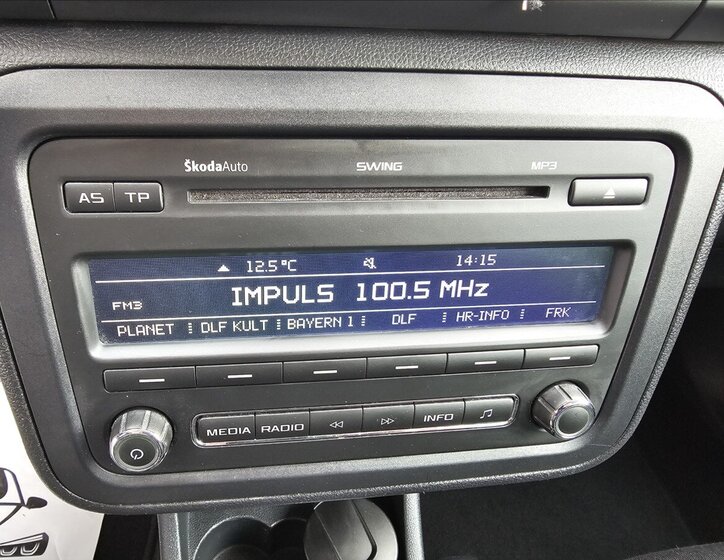 ŠkodaAuto SWING MP3
AS TP
12.5°C 14:15
IMPULS 100.5 MHz
FM3
PLANET DLF KULT BAYERN 1 DLF HR-INFO FRK
MEDIA RADIO INFO